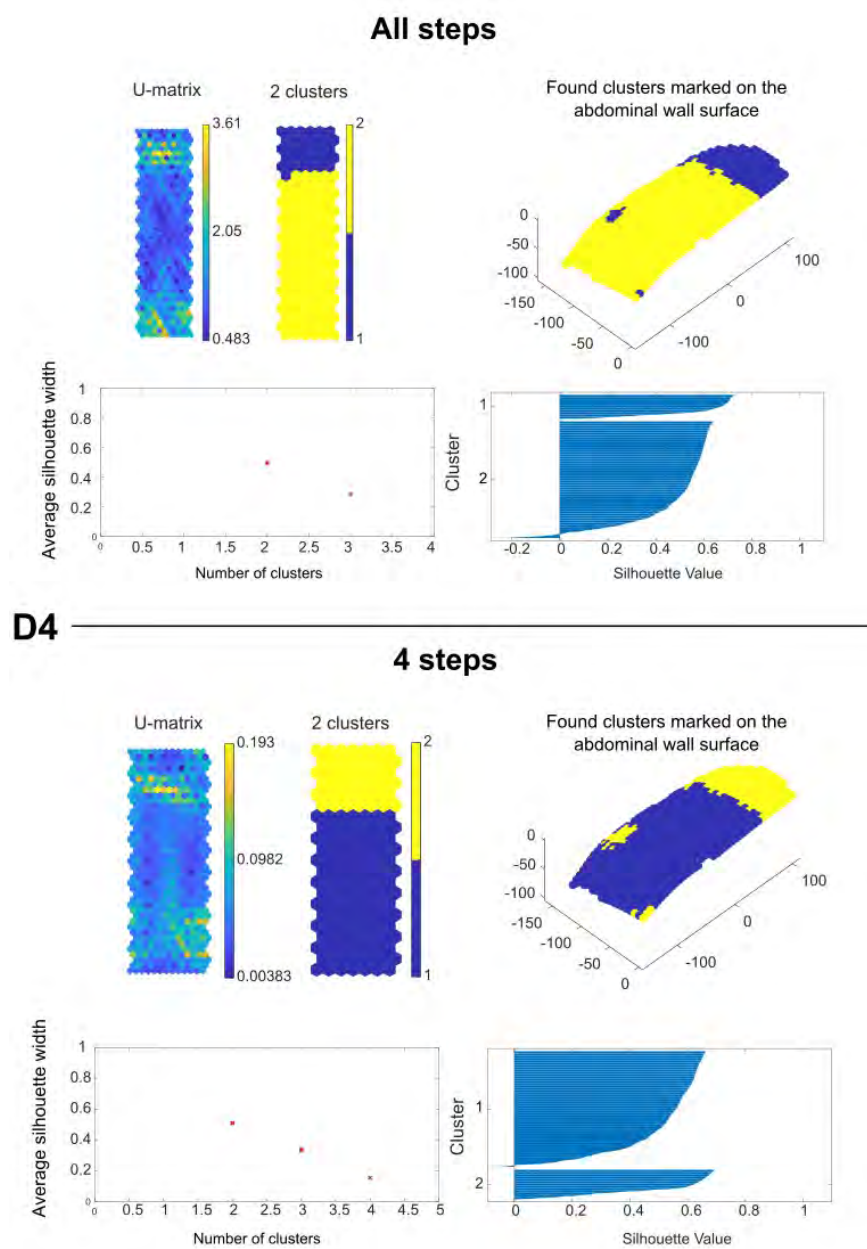 All steps
U-matrix
2 clusters
Found clusters marked on the
abdominal wall surface
3.61
2.05
0.483
2
1
0
-50
-100
-150
-100
-50
0
-100
0
100
Average silhouette width
1
0.8
0.6
0.4
0.2
0
0 0.5 1 1.5 2 2.5 3 3.5 4
Number of clusters
Cluster
1
2
-0.2 0 0.2 0.4 0.6 0.8 1
Silhouette Value
D4
4 steps
U-matrix
2 clusters
Found clusters marked on the
abdominal wall surface
0.193
0.0982
0.00383
2
1
0
-50
-100
-150
-100
-50
0
-100
0
100
Average silhouette width
1
0.8
0.6
0.4
0.2
0
0 0.5 1 1.5 2 2.5 3 3.5 4 4.5 5
Number of clusters
Cluster
1
2
0 0.2 0.4 0.6 0.8 1
Silhouette Value